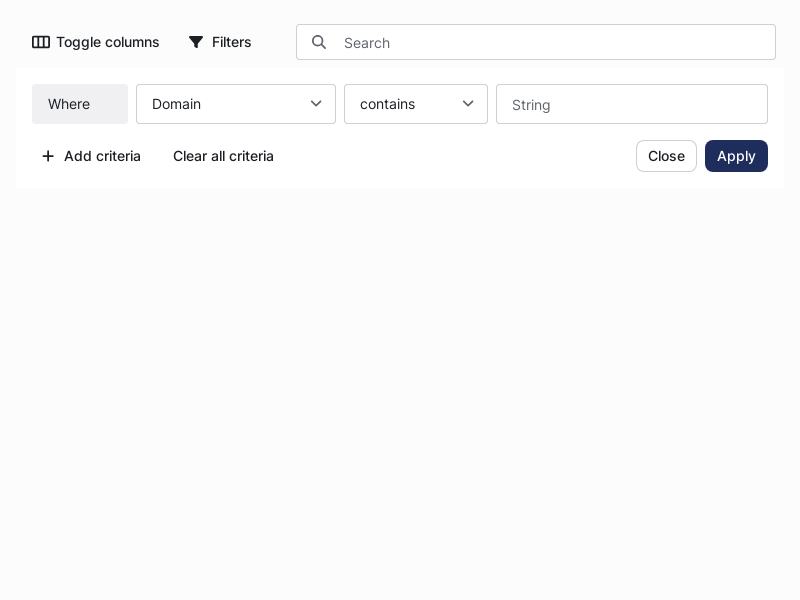 Toggle columns Filters Search
Where Domain contains String
Add criteria Clear all criteria Close Apply